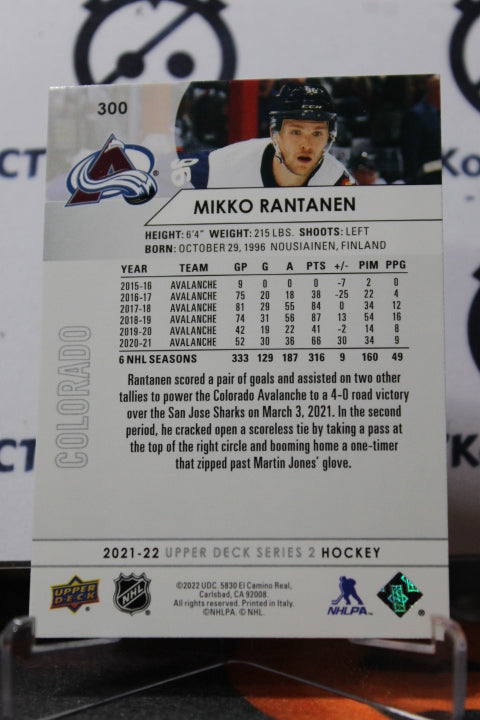 300
96
MIKKO RANTANEN
HEIGHT: 6'4" WEIGHT: 215 LBS. SHOOTS: LEFT
BORN: OCTOBER 29, 1996 NOUSIAINEN, FINLAND
YEAR TEAM GP G A PTS +/- PIM PPG
2015-16 AVALANCHE 9 0 0 0 -7 2 0
2016-17 AVALANCHE 75 20 18 38 -25 22 4
2017-18 AVALANCHE 81 29 55 84 0 34 12
2018-19 AVALANCHE 74 31 56 87 13 54 16
2019-20 AVALANCHE 42 19 22 41 -2 14 8
2020-21 AVALANCHE 52 30 36 66 30 34 9
6 NHL SEASONS 333 129 187 316 9 160 49
COLORADO
Rantanen scored a pair of goals and assisted on two other
tallies to power the Colorado Avalanche to a 4-0 road victory
over the San Jose Sharks on March 3, 2021. In the second
period, he cracked open a scoreless tie by taking a pass at
the top of the right circle and booming home a one-timer
that zipped past Martin Jones' glove.
2021-22 UPPER DECK SERIES 2 HOCKEY
UPPER DECK
NHL
©2022 UDC. 5830 El Camino Real,
Carlsbad, CA 92008.
All rights reserved. Printed in Italy.
©NHLPA. © NHL.
NHLPA